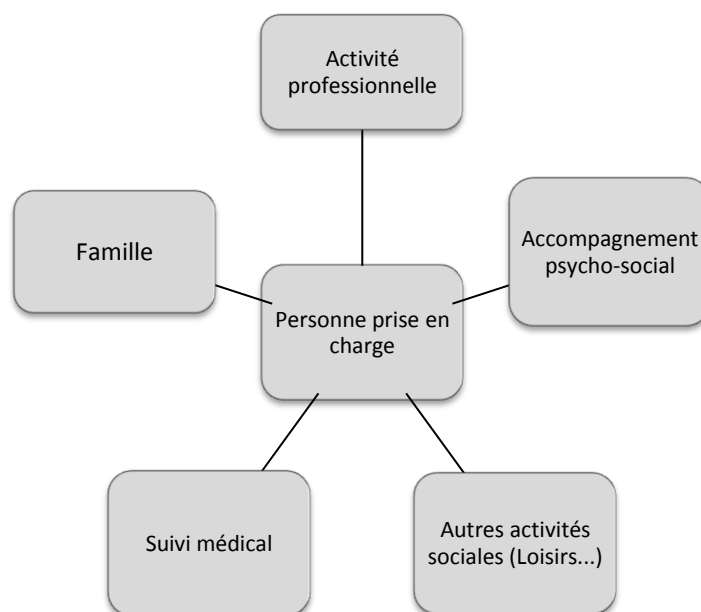 Activité
professionnelle
Famille
Accompagnement
psycho-social
Personne prise en
charge
Suivi médical
Autres activités
sociales (Loisirs...)